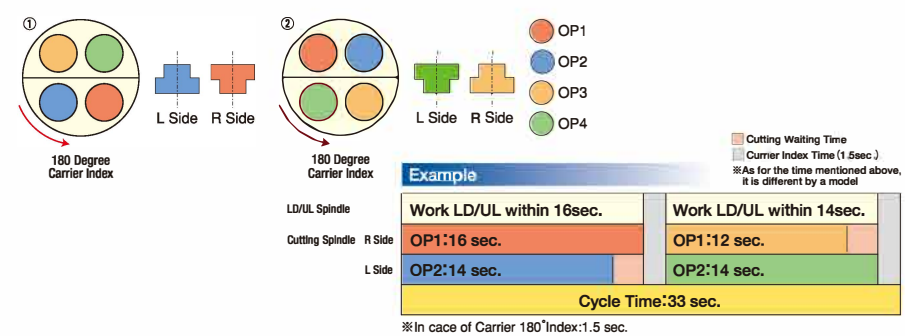 ①
②
OP1
OP2
OP3
OP4
L Side R Side
L Side R Side
180 Degree
Carrier Index
180 Degree
Carrier Index
Cutting Waiting Time
Currier Index Time (1.5sec.)
※As for the time mentioned above,
it is different by a model
Example
LD/UL Spindle
Work LD/UL within 16sec.
Work LD/UL within 14sec.
Cutting Spindle R Side
OP1:16 sec.
OP1:12 sec.
L Side
OP2:14 sec.
OP2:14 sec.
Cycle Time:33 sec.
※In cace of Carrier 180°Index:1.5 sec.